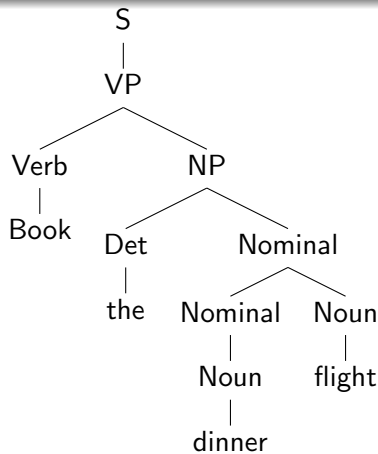 S
VP
Verb NP
Book Det Nominal
the Nominal Noun
Noun flight
dinner